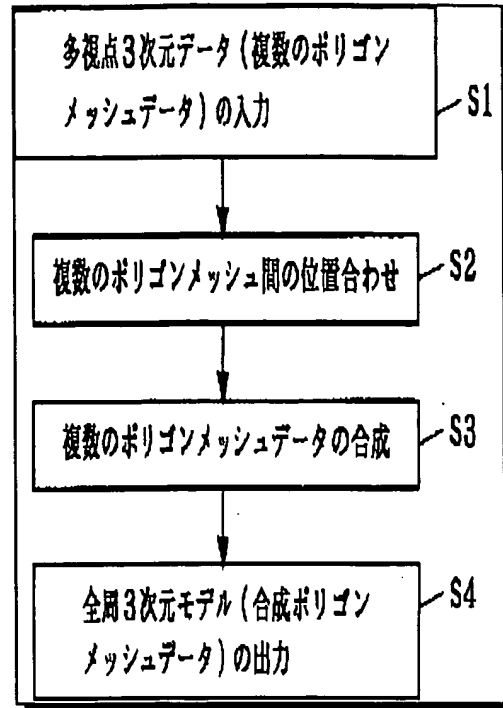 多視点3次元データ(複数のポリゴン
メッシュデータ)の入力
S1
複数のポリゴンメッシュ間の位置合わせ
S2
複数のポリゴンメッシュデータの合成
S3
全周3次元モデル(合成ポリゴン
メッシュデータ)の出力
S4